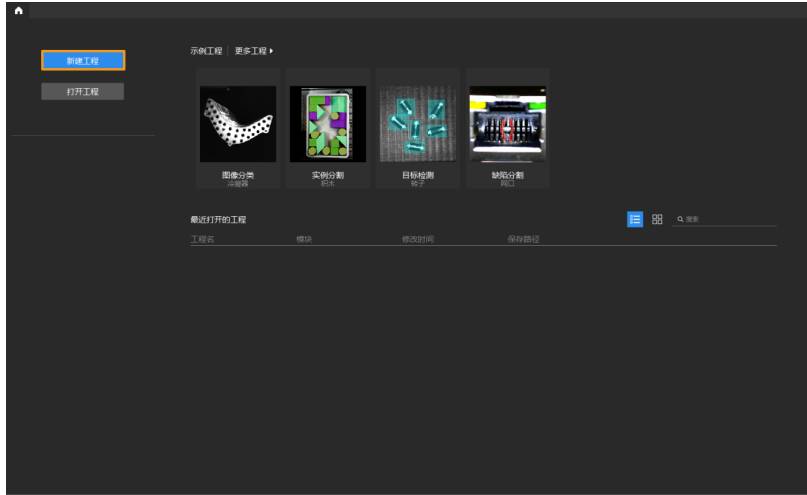 新建工程
打开工程
示例工程 更多工程
图像分类
冷凝器
实例分割
积木
目标检测
转子
缺陷分割
网口
最近打开的工程
搜索
工程名 模块 修改时间 保存路径